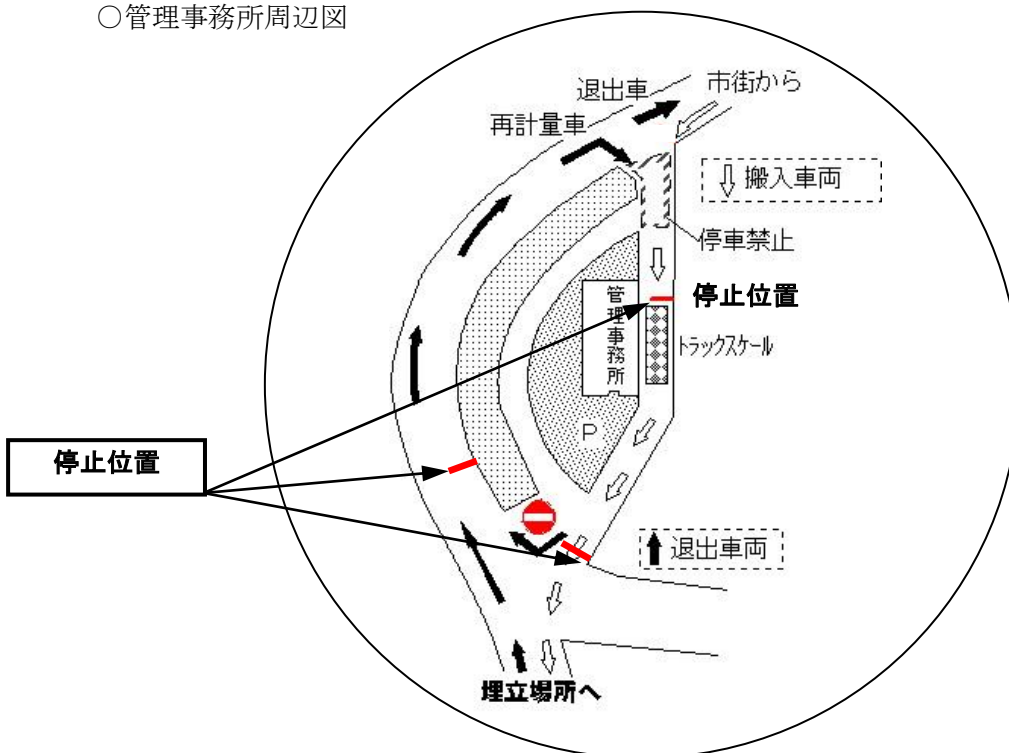 ○管理事務所周辺図
退出車
市街から
再計量車
搬入車両
停車禁止
停止位置
管理事務所
トラックスケール
P
停止位置
退出車両
埋立場所へ